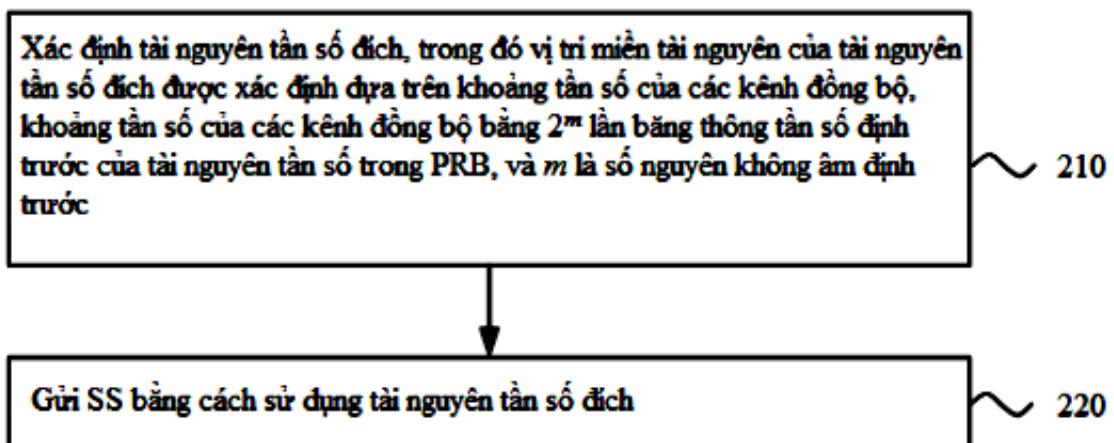 Xác định tài nguyên tần số đích, trong đó vị trí miền tài nguyên của tài nguyên
tần số đích được xác định dựa trên khoảng tần số của các kênh đồng bộ,
khoảng tần số của các kênh đồng bộ bằng 2ᵐ lần băng thông tần số định
trước của tài nguyên tần số trong PRB, và m là số nguyên không âm định
trước
210
Gửi SS bằng cách sử dụng tài nguyên tần số đích
220